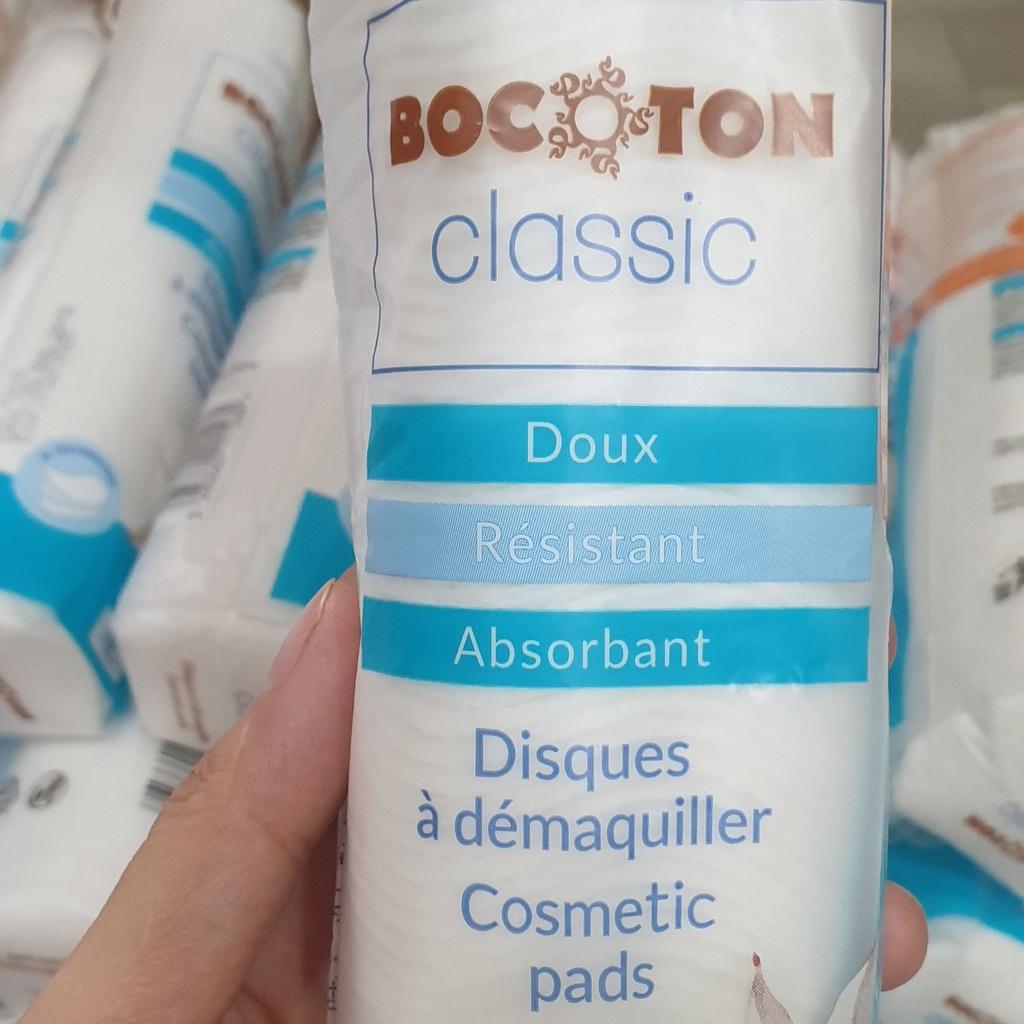 BOCOTON
classic
Doux
Résistant
Absorbant
Disques
à démaquiller
Cosmetic
pads